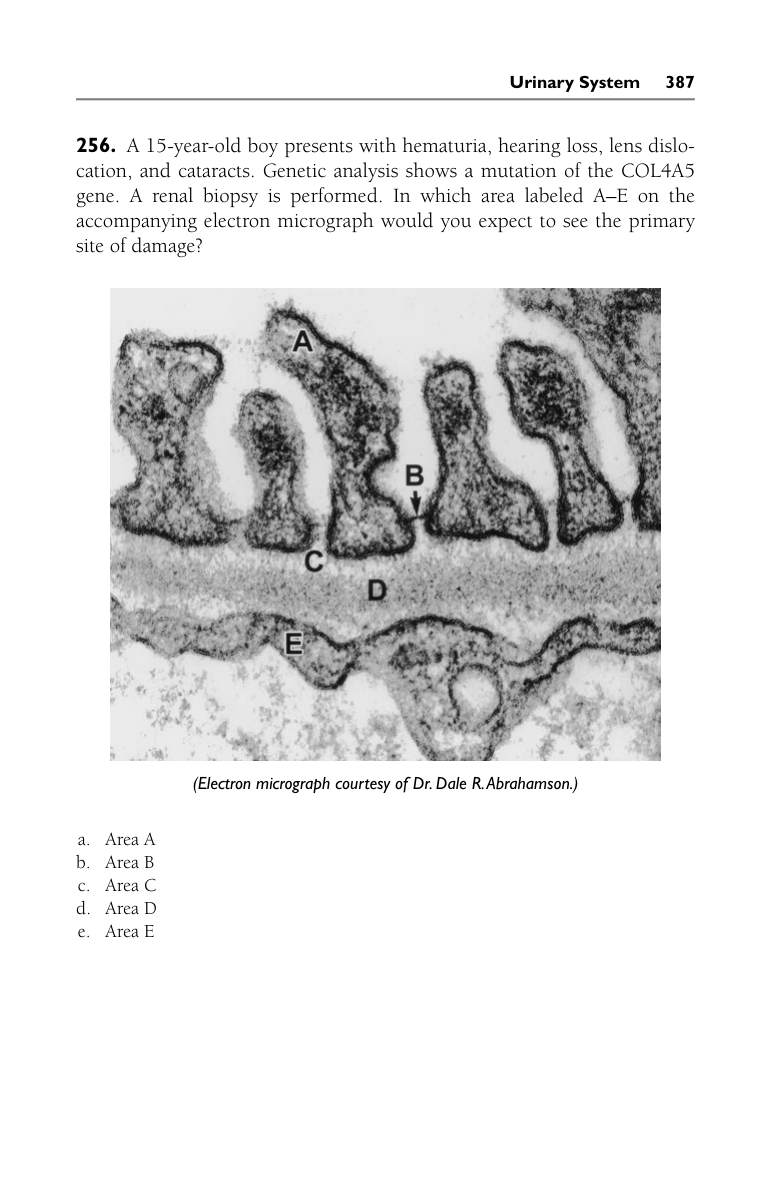 Urinary System 387
256. A 15-year-old boy presents with hematuria, hearing loss, lens dislo-
cation, and cataracts. Genetic analysis shows a mutation of the COL4A5
gene. A renal biopsy is performed. In which area labeled A–E on the
accompanying electron micrograph would you expect to see the primary
site of damage?
A
B
C
D
E
(Electron micrograph courtesy of Dr. Dale R. Abrahamson.)
a. Area A
b. Area B
c. Area C
d. Area D
e. Area E